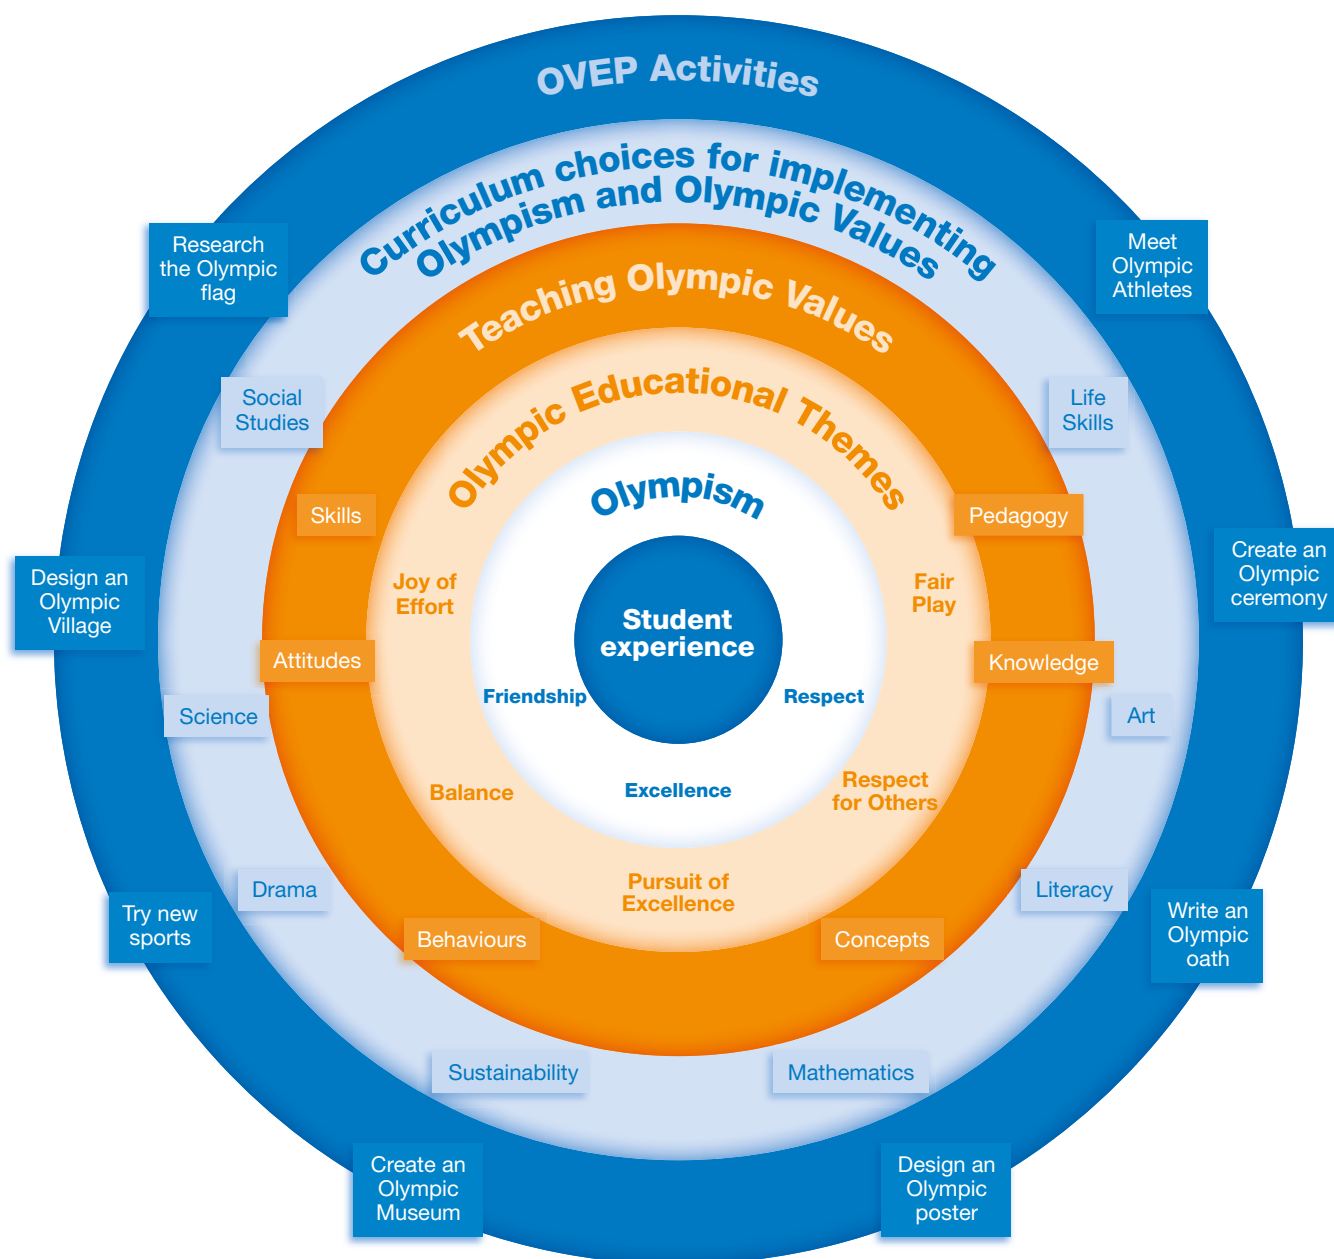 OVEP Activities
Curriculum choices for implementing
Olympism and Olympic Values
Teaching Olympic Values
Olympic Educational Themes
Olympism
Student
experience
Friendship
Respect
Excellence
Joy of
Effort
Fair
Play
Balance
Respect
for Others
Pursuit of
Excellence
Skills
Pedagogy
Attitudes
Knowledge
Behaviours
Concepts
Social
Studies
Life
Skills
Science
Art
Drama
Literacy
Sustainability
Mathematics
Research
the Olympic
flag
Meet
Olympic
Athletes
Design an
Olympic
Village
Create an
Olympic
ceremony
Try new
sports
Write an
Olympic
oath
Create an
Olympic
Museum
Design an
Olympic
poster